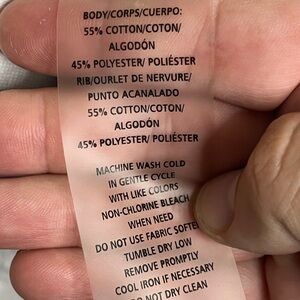 BODY/CORPS/CUERPO:
55% COTTON/COTON/
ALGODÓN
45% POLYESTER/ POLIÉSTER
RIB/OURLET DE NERVURE/
PUNTO ACANALADO
55% COTTON/COTON/
ALGODÓN
45% POLYESTER/ POLIÉSTER
MACHINE WASH COLD
IN GENTLE CYCLE
WITH LIKE COLORS
NON-CHLORINE BLEACH
WHEN NEED
DO NOT USE FABRIC SOFTE
TUMBLE DRY LOW
REMOVE PROMPTLY
COOL IRON IF NECESSARY
DO NOT DRY CLEAN